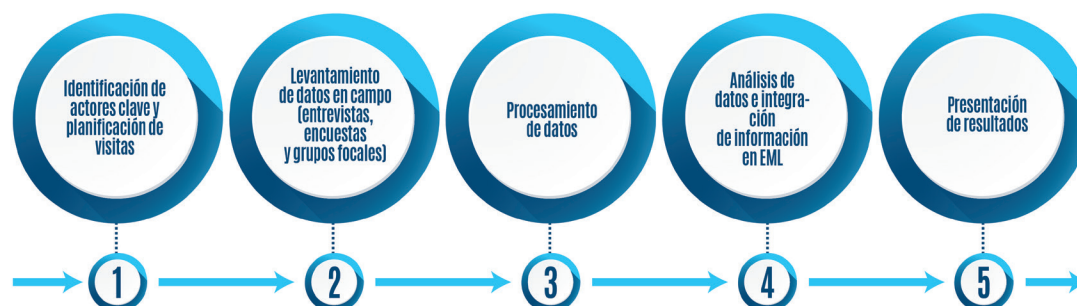 Identificación de
actores clave y
planificación de
visitas
Levantamiento
de datos en campo
(entrevistas,
encuestas
y grupos focales)
Procesamiento
de datos
Análisis de
datos e integra-
ción
de información
en EML
Presentación
de resultados
1
2
3
4
5